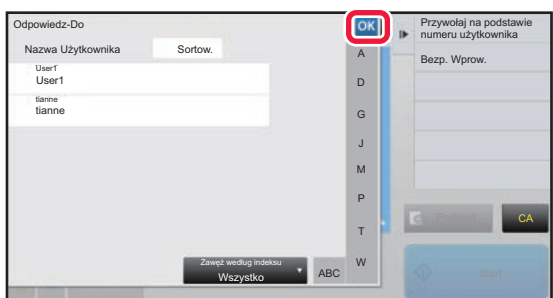 Odpowiedz-Do
OK
Nazwa Użytkownika
Sortow.
User1
User1
tianne
tianne
A
D
G
J
M
P
T
W
Zawęź według indeksu
Wszystko
ABC
Przywołaj na podstawie
numeru użytkownika
Bezp. Wprow.
CA
Start